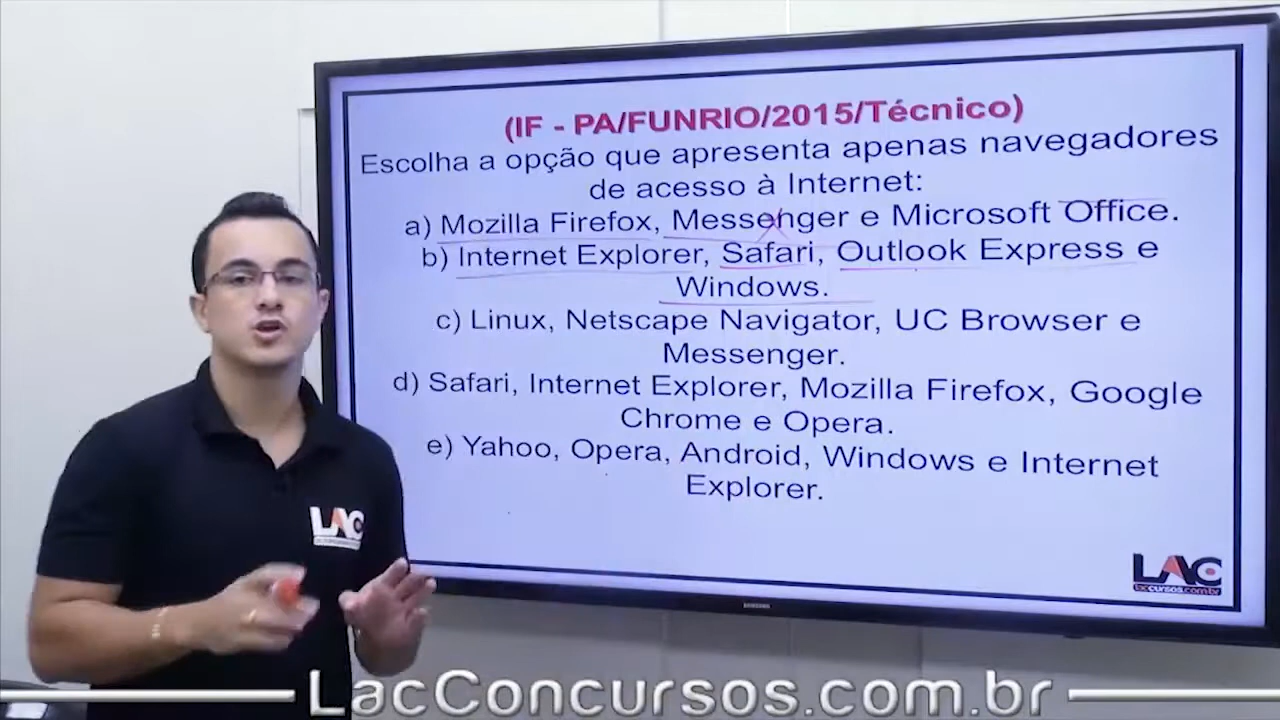 (IF - PA/FUNRIO/2015/Técnico)
Escolha a opção que apresenta apenas navegadores
de acesso à Internet:
a) Mozilla Firefox, Messenger e Microsoft Office.
b) Internet Explorer, Safari, Outlook Express e
Windows.
c) Linux, Netscape Navigator, UC Browser e
Messenger.
d) Safari, Internet Explorer, Mozilla Firefox, Google
Chrome e Opera.
e) Yahoo, Opera, Android, Windows e Internet
Explorer.
LAC
LAC
lacconcursos.com.br
SAMSUNG
LacConcursos.com.br